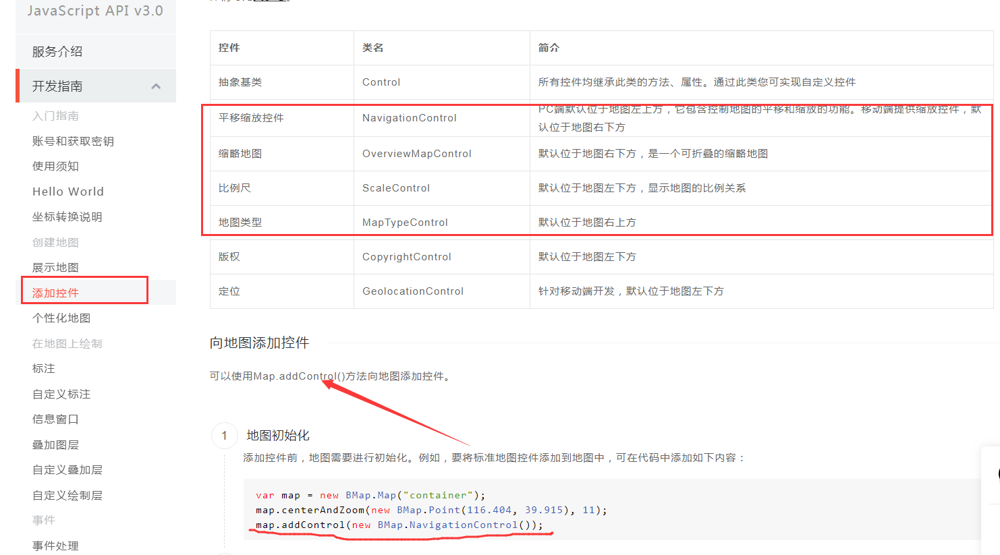 JavaScript API v3.0
服务介绍
开发指南
入门指南
账号和获取密钥
使用须知
Hello World
坐标转换说明
创建地图
展示地图
添加控件
个性化地图
在地图上绘制
标注
自定义标注
信息窗口
叠加图层
自定义叠加层
自定义绘制层
事件
事件处理
控件 类名 简介
抽象基类 Control 所有控件均继承此类的方法、属性。通过此类您可实现自定义控件
平移缩放控件 NavigationControl PC端默认位于地图左上方，它包含控制地图的平移和缩放的功能。移动端提供缩放控件，默
认位于地图右下方
缩略地图 OverviewMapControl 默认位于地图右下方，是一个可折叠的缩略地图
比例尺 ScaleControl 默认位于地图左下方，显示地图的比例关系
地图类型 MapTypeControl 默认位于地图右上方
版权 CopyrightControl 默认位于地图左下方
定位 GeolocationControl 针对移动端开发，默认位于地图左下方
向地图添加控件
可以使用Map.addControl()方法向地图添加控件。
1 地图初始化
添加控件前，地图需要进行初始化。例如，要将标准地图控件添加到地图中，可在代码中添加如下内容：
var map = new BMap.Map("container");
map.centerAndZoom(new BMap.Point(116.404, 39.915), 11);
map.addControl(new BMap.NavigationControl());